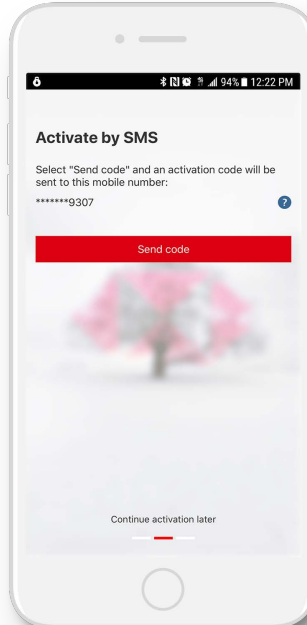 94% 12:22 PM
Activate by SMS
Select "Send code" and an activation code will be
sent to this mobile number:
*******9307
?
Send code
Continue activation later